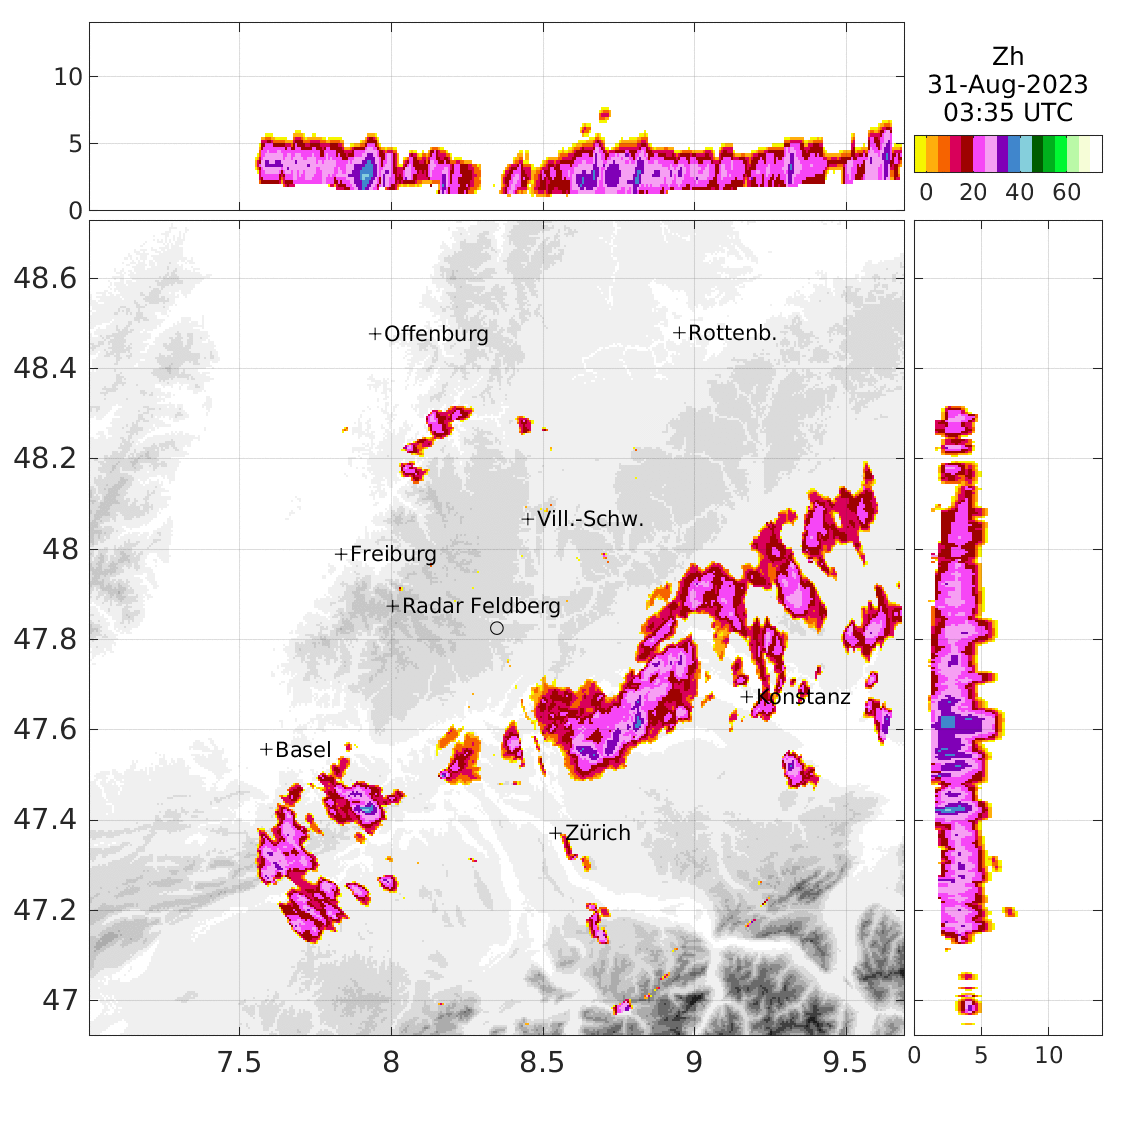 Zh
31-Aug-2023
03:35 UTC
0 20 40 60
10
5
0
48.6
48.4
48.2
48
47.8
47.6
47.4
47.2
47
+Offenburg
+Rottenb.
+Vill.-Schw.
+Freiburg
+Radar Feldberg
+Konstanz
+Basel
+Zürich
7.5 8 8.5 9 9.5
0 5 10